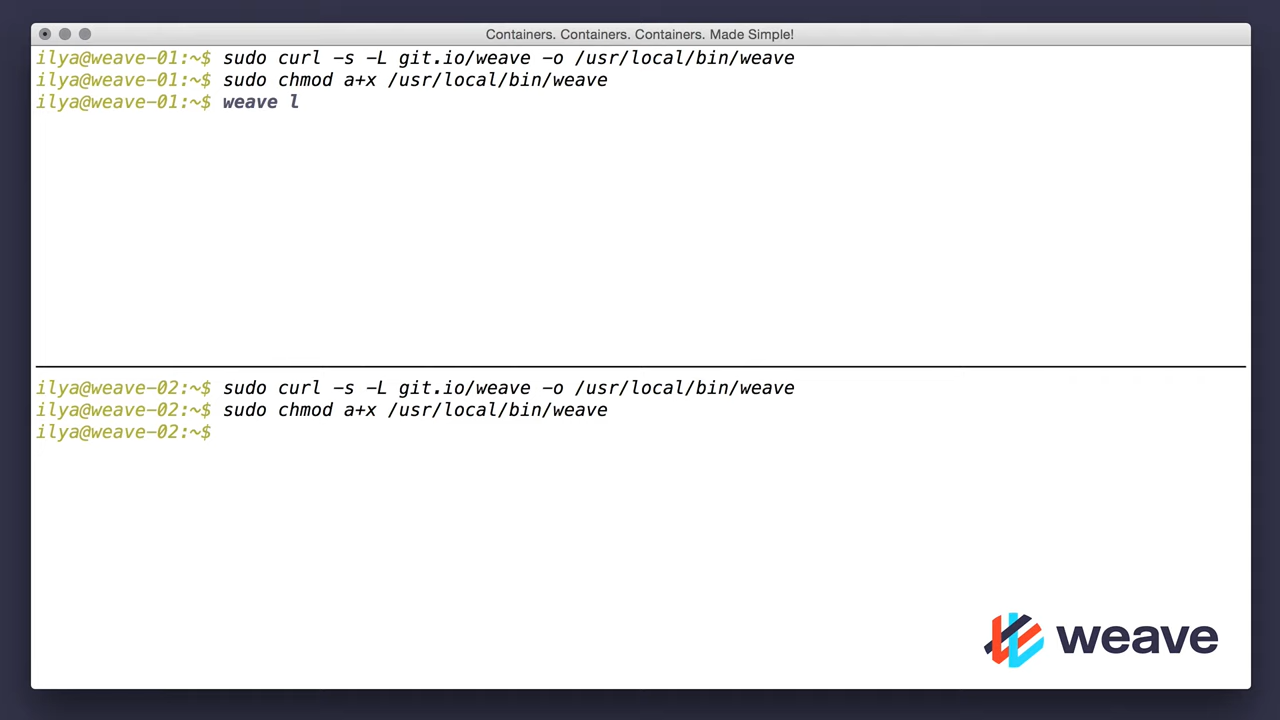 Containers. Containers. Containers. Made Simple!
ilya@weave-01:~$ sudo curl -s -L git.io/weave -o /usr/local/bin/weave
ilya@weave-01:~$ sudo chmod a+x /usr/local/bin/weave
ilya@weave-01:~$ weave l
ilya@weave-02:~$ sudo curl -s -L git.io/weave -o /usr/local/bin/weave
ilya@weave-02:~$ sudo chmod a+x /usr/local/bin/weave
ilya@weave-02:~$
weave